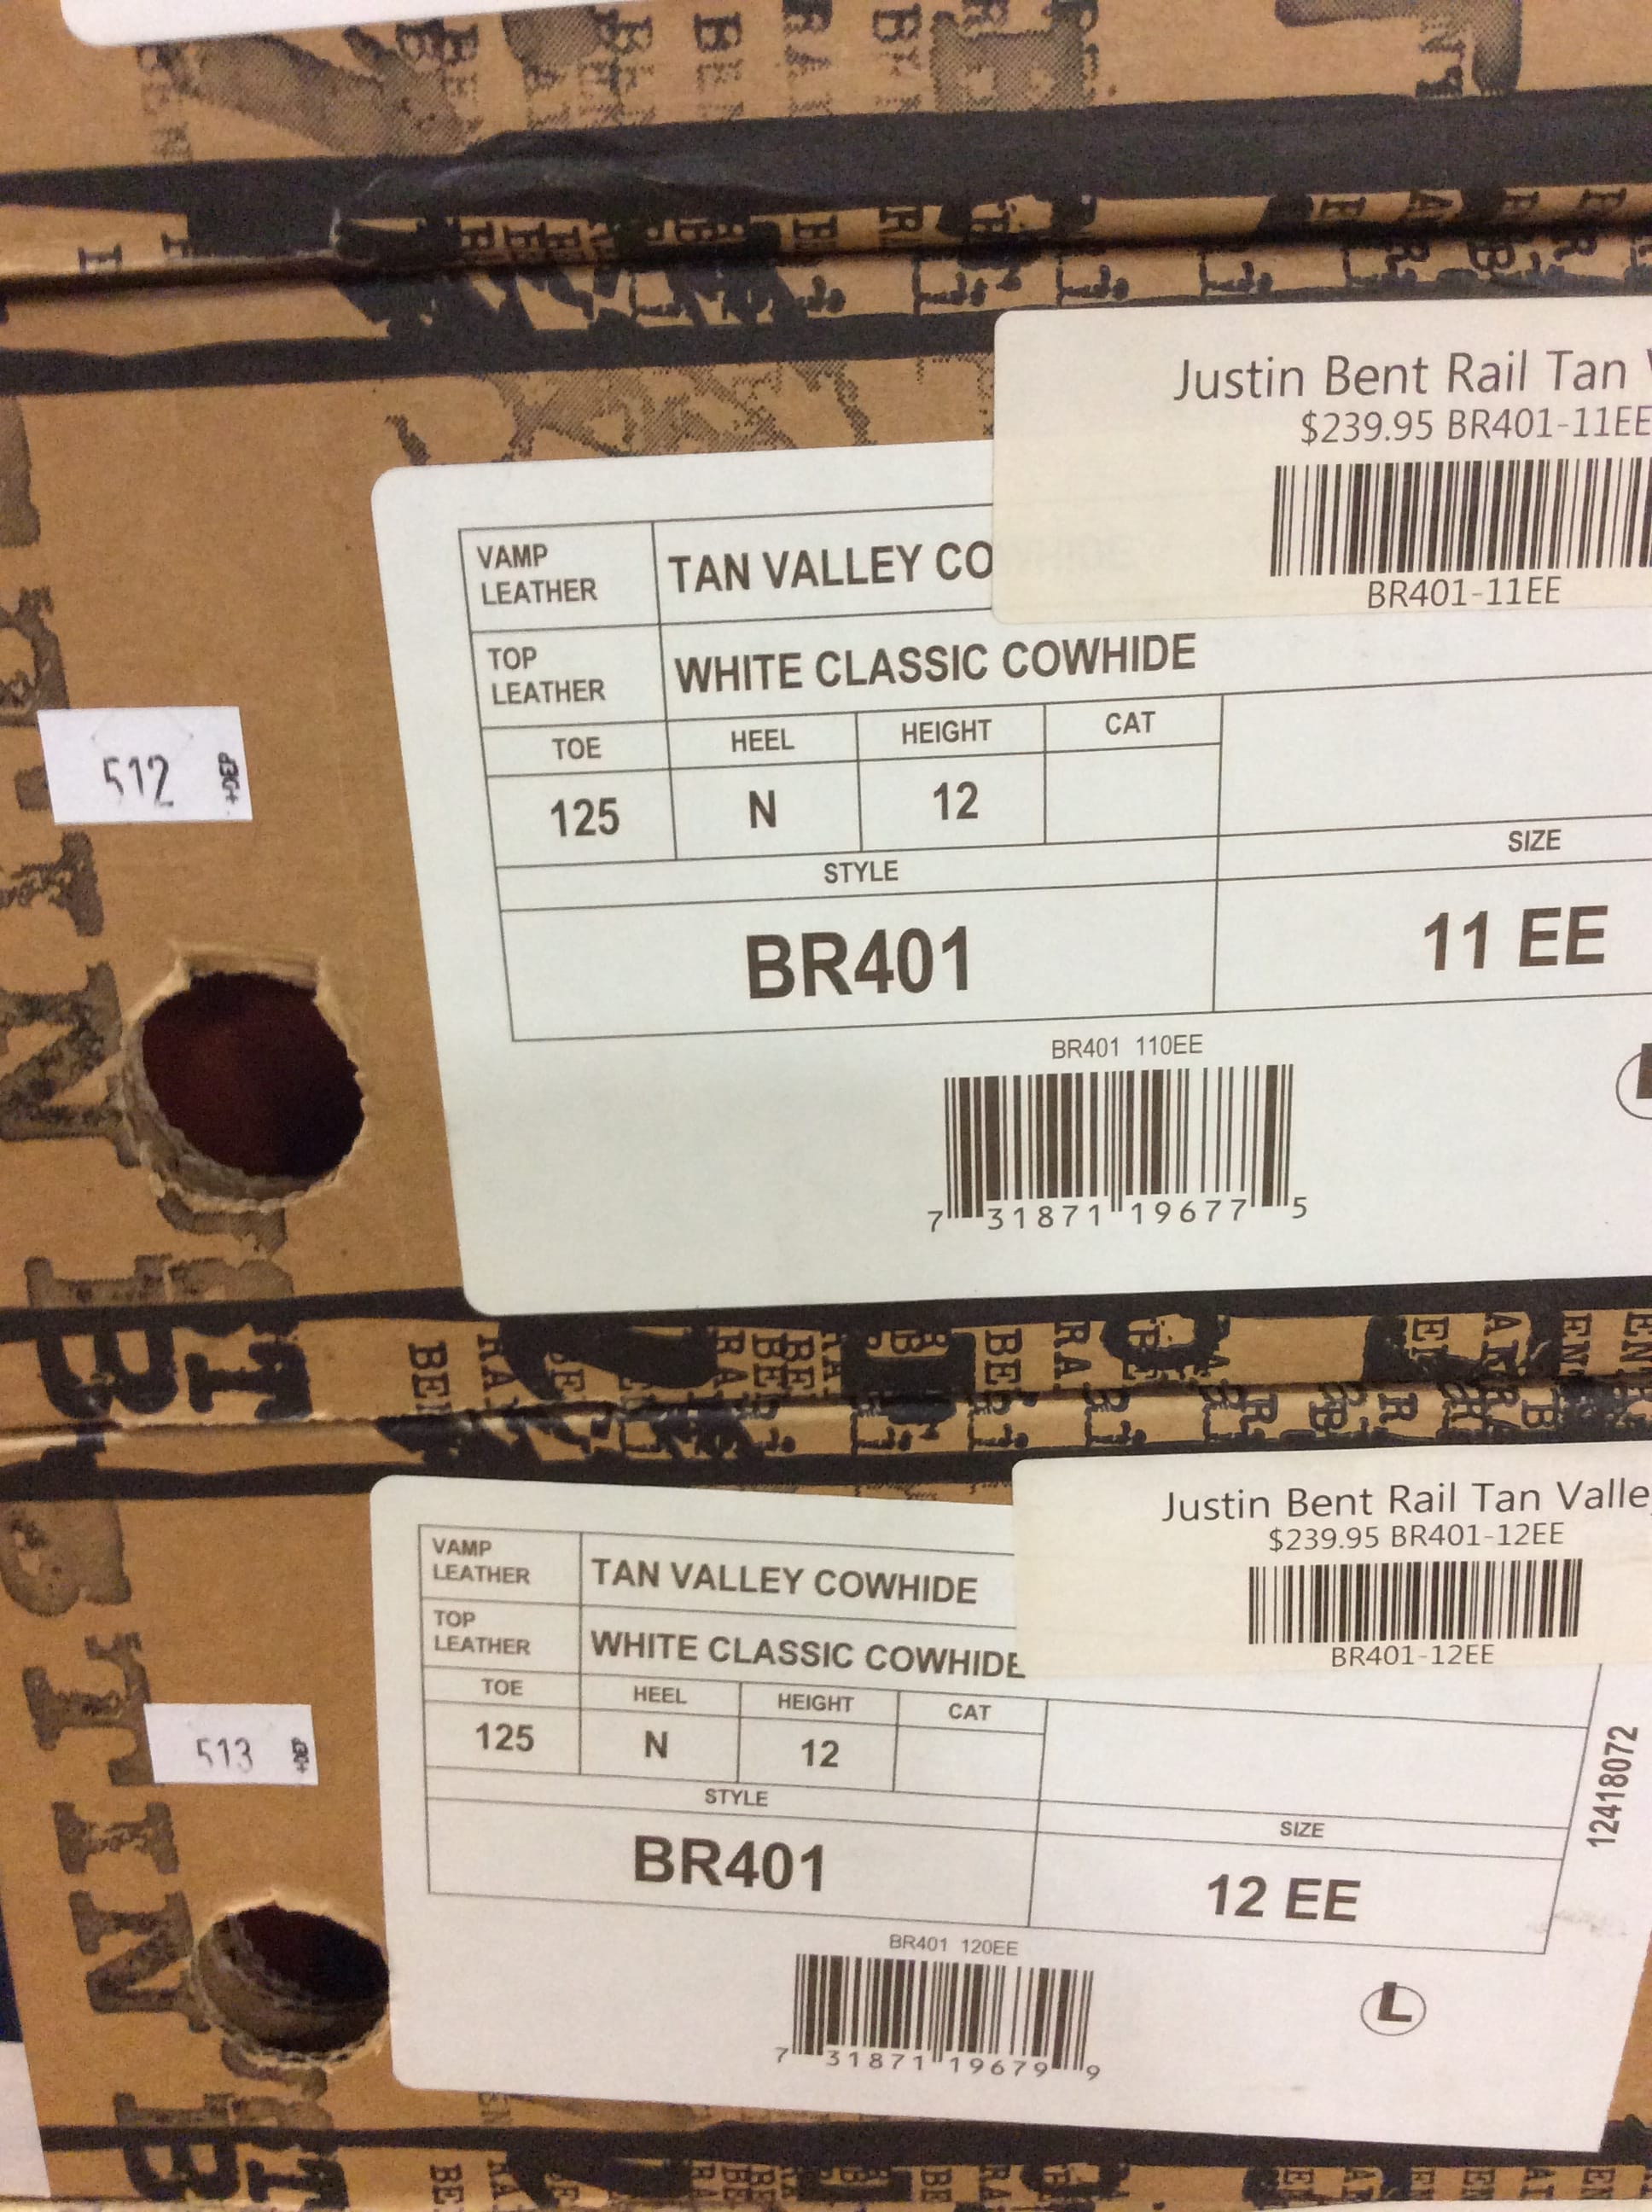 Justin Bent Rail Tan
$239.95 BR401-11EE
BR401-11EE
VAMP LEATHER TAN VALLEY CO
TOP LEATHER WHITE CLASSIC COWHIDE
TOE HEEL HEIGHT CAT
125 N 12
STYLE SIZE
BR401 11 EE
BR401 110EE
7 31871 19677 5
512
Justin Bent Rail Tan Valle
$239.95 BR401-12EE
BR401-12EE
VAMP LEATHER TAN VALLEY COWHIDE
TOP LEATHER WHITE CLASSIC COWHIDE
TOE HEEL HEIGHT CAT
125 N 12
STYLE SIZE
BR401 12 EE
BR401 120EE
7 31871 19679 9
L
12418072
513